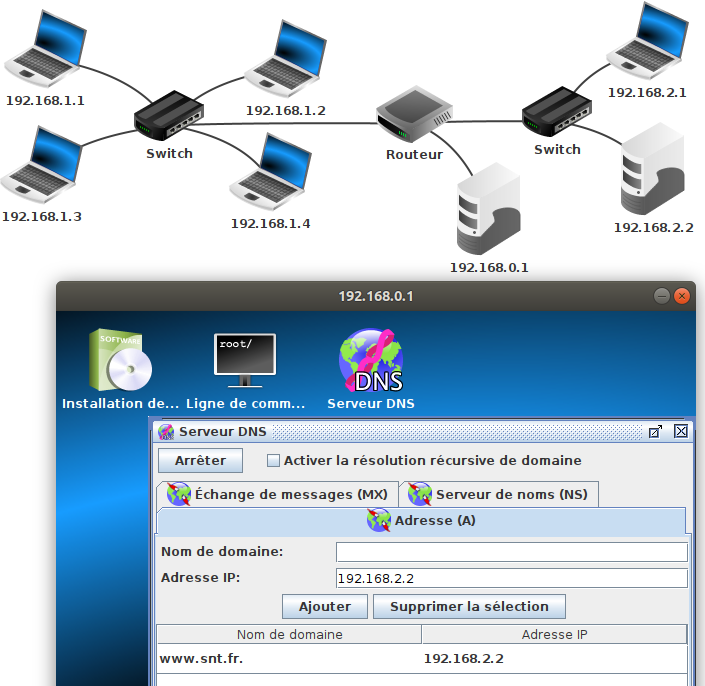 192.168.1.1
192.168.1.2
192.168.2.1
Switch
Routeur
Switch
192.168.1.3
192.168.1.4
192.168.2.2
192.168.0.1
192.168.0.1
SOFTWARE
root/
DNS
Installation de...
Ligne de comm...
Serveur DNS
Serveur DNS
Arrêter
Activer la résolution récursive de domaine
Échange de messages (MX)
Serveur de noms (NS)
Adresse (A)
Nom de domaine:
Adresse IP: 192.168.2.2
Ajouter
Supprimer la sélection
Nom de domaine Adresse IP
www.snt.fr. 192.168.2.2